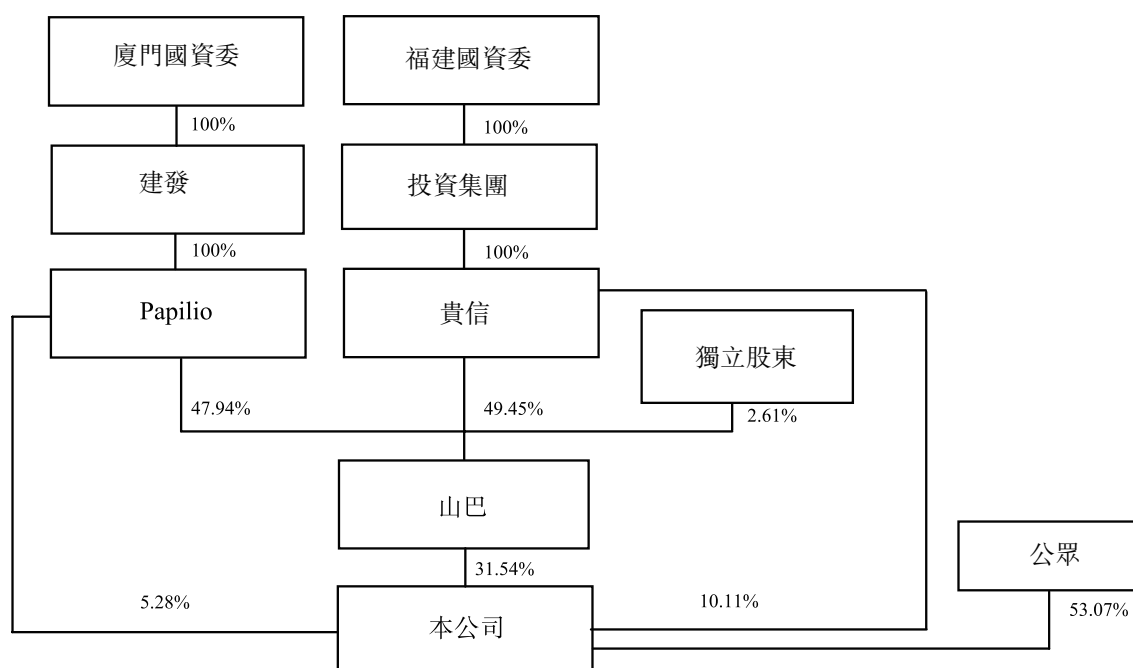 廈門國資委
福建國資委
100%
100%
建發
投資集團
100%
100%
Papilio
貴信
獨立股東
47.94%
49.45%
2.61%
山巴
公眾
31.54%
5.28%
10.11%
53.07%
本公司